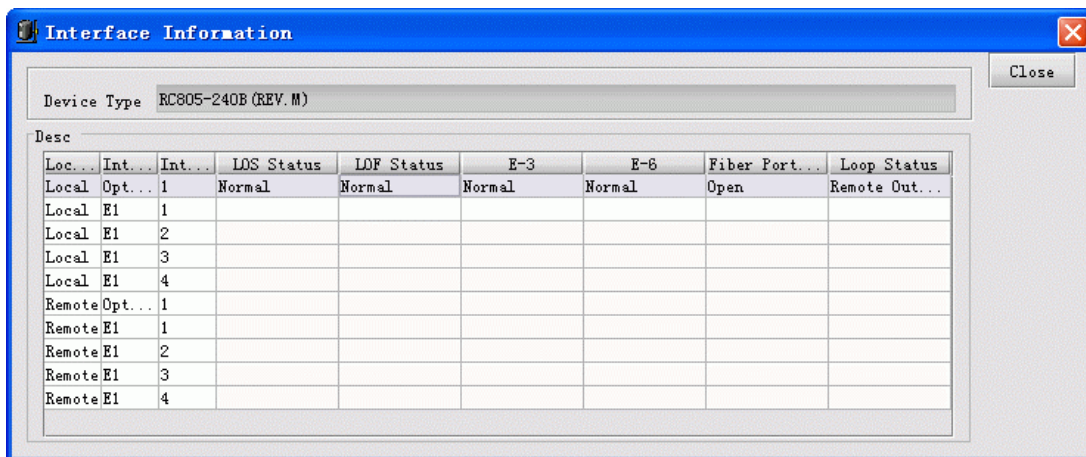 Interface Information
Close
Device Type RC805-240B(REV.M)
Desc
Loc... Int... Int... LOS Status LOF Status E-3 E-6 Fiber Port... Loop Status
Local Opt... 1 Normal Normal Normal Normal Open Remote Out...
Local E1 1
Local E1 2
Local E1 3
Local E1 4
Remote Opt... 1
Remote E1 1
Remote E1 2
Remote E1 3
Remote E1 4